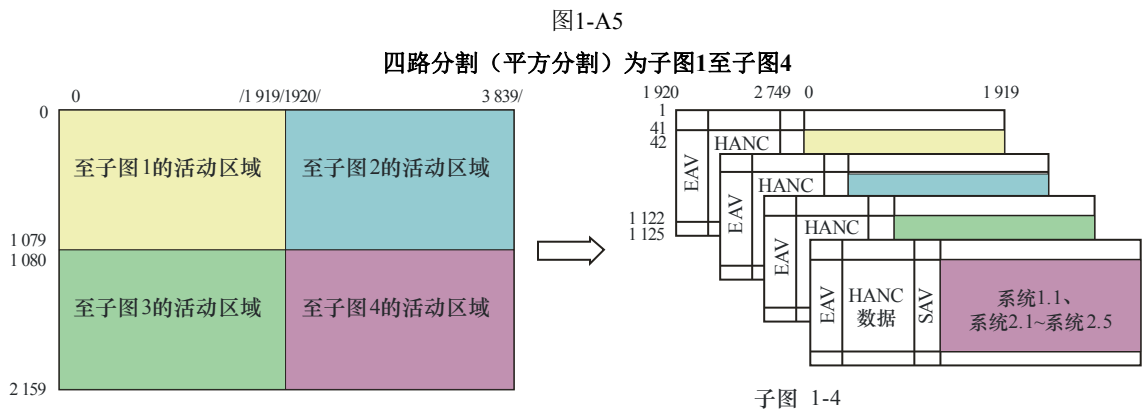 图1-A5
四路分割（平方分割）为子图1至子图4
0 /1 919/1920/ 3 839/
0
至子图1的活动区域 至子图2的活动区域
1 079
1 080
至子图3的活动区域 至子图4的活动区域
2 159
1 920 2 749 0 1 919
1
41
42
1 122
1 125
EAV HANC
EAV HANC
EAV HANC
EAV HANC
数据 SAV
系统1.1、
系统2.1~系统2.5
子图 1-4